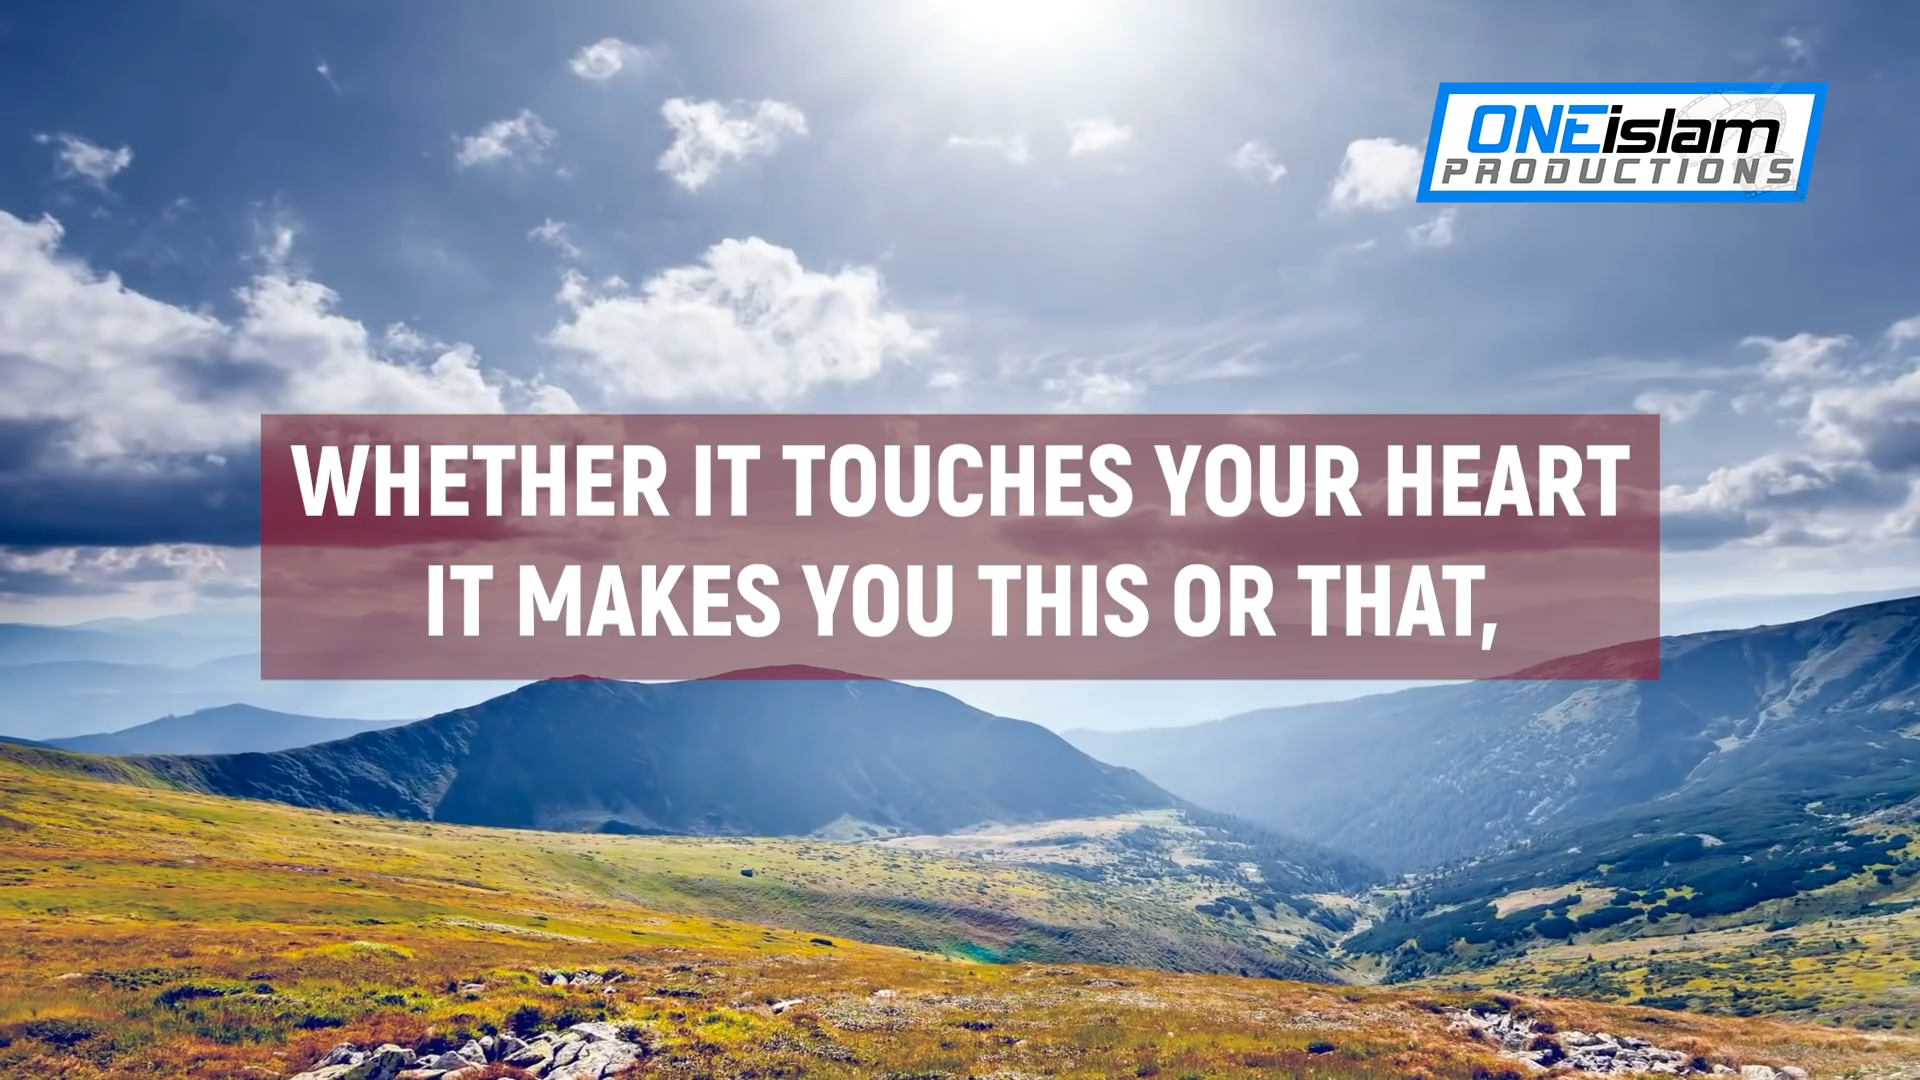 ONEislam
PRODUCTIONS
WHETHER IT TOUCHES YOUR HEART
IT MAKES YOU THIS OR THAT,